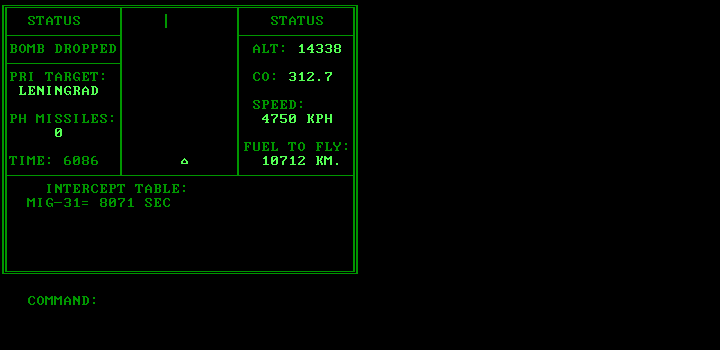 STATUS
BOMB DROPPED
PRI TARGET:
LENINGRAD
PH MISSILES:
0
TIME: 6086
STATUS
ALT: 14338
CO: 312.7
SPEED:
4750 KPH
FUEL TO FLY:
10712 KM.
INTERCEPT TABLE:
MIG-31= 8071 SEC
COMMAND: